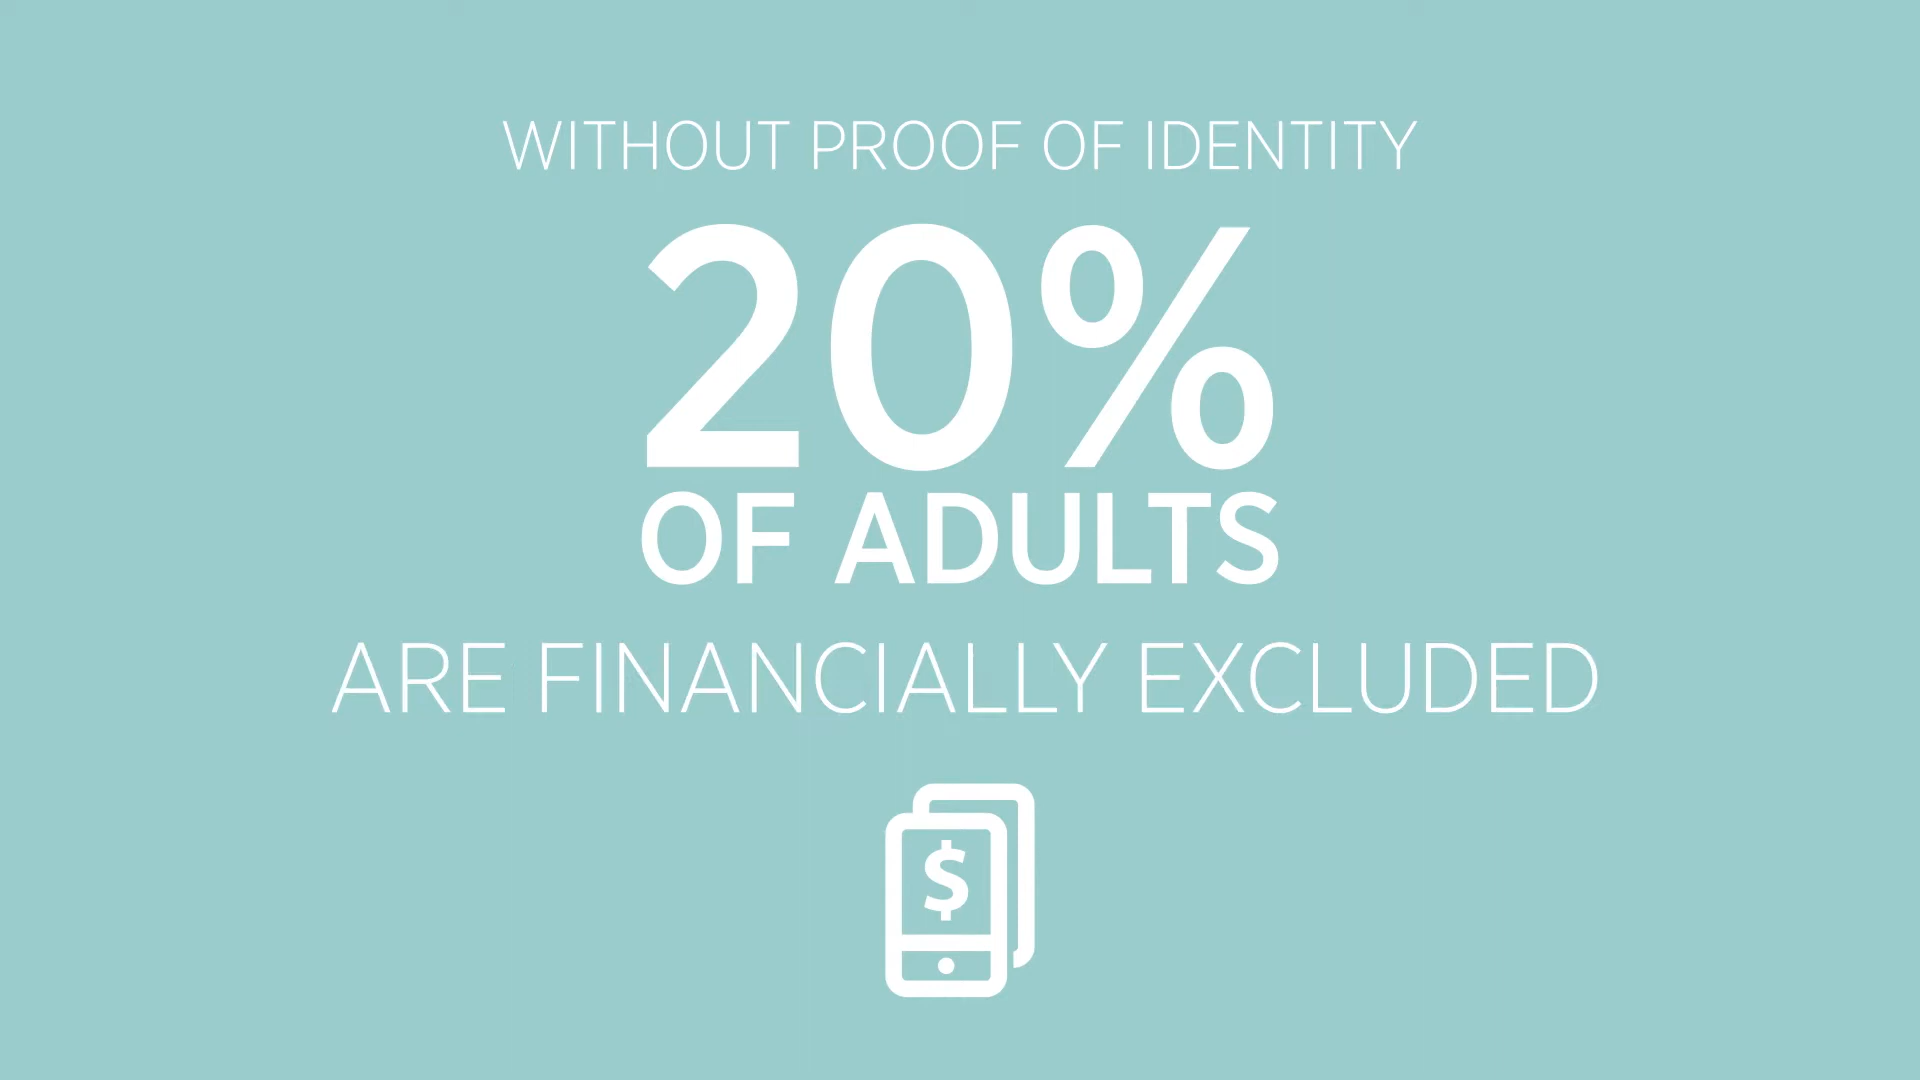 WITHOUT PROOF OF IDENTITY
20%
OF ADULTS
ARE FINANCIALLY EXCLUDED
$